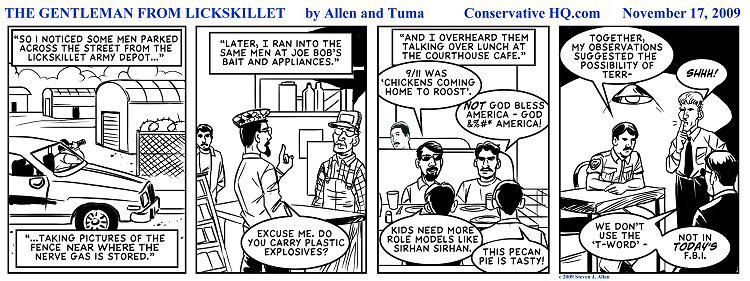 THE GENTLEMAN FROM LICKSKILLET by Allen and Tuma Conservative HQ.com November 17, 2009
"SO I NOTICED SOME MEN PARKED
ACROSS THE STREET FROM THE
LICKSKILLET ARMY DEPOT..."
"...TAKING PICTURES OF THE
FENCE NEAR WHERE THE
NERVE GAS IS STORED."
"LATER, I RAN INTO THE
SAME MEN AT JOE BOB'S
BAIT AND APPLIANCES."
EXCUSE ME. DO
YOU CARRY PLASTIC
EXPLOSIVES?
"AND I OVERHEARD THEM
TALKING OVER LUNCH AT
THE COURTHOUSE CAFE."
9/11 WAS
'CHICKENS COMING
HOME TO ROOST'.
NOT GOD BLESS
AMERICA - GOD
&%#* AMERICA!
KIDS NEED MORE
ROLE MODELS LIKE
SIRHAN SIRHAN.
THIS PECAN
PIE IS TASTY!
TOGETHER,
MY OBSERVATIONS
SUGGESTED THE
POSSIBILITY OF
TERR-
SHHH!
WE DON'T
USE THE
'T-WORD' -
NOT IN
TODAY'S
F.B.I.
© 2009 Steven J. Allen